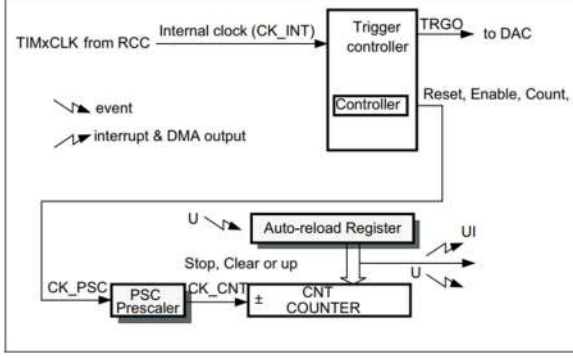 TIMxCLK from RCC
Internal clock (CK_INT)
Trigger
controller
TRGO
to DAC
Controller
Reset, Enable, Count,
event
interrupt & DMA output
U
Auto-reload Register
UI
Stop, Clear or up
U
CK_PSC
PSC
Prescaler
CK_CNT
±
CNT
COUNTER